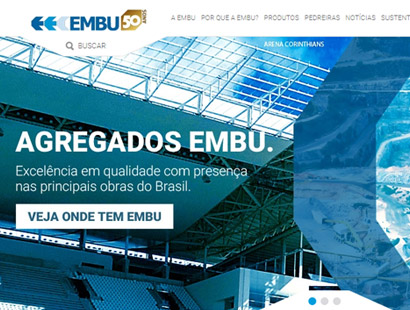 EMBU 50 ANOS
A EMBU POR QUE A EMBU? PRODUTOS PEDREIRAS NOTÍCIAS SUSTENT
BUSCAR
ARENA CORINTHIANS
AGREGADOS EMBU.
Excelência em qualidade com presença
nas principais obras do Brasil.
VEJA ONDE TEM EMBU